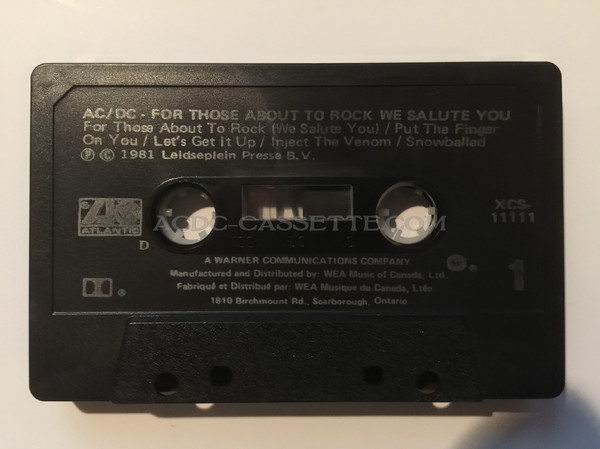 AC/DC - FOR THOSE ABOUT TO ROCK WE SALUTE YOU
For Those About To Rock (We Salute You) / Put The Finger
On You / Let's Get It Up / Inject The Venom / Snowballed
Ⓟ © 1981 Leidseplein Presse B.V.
ACDC-CASSETTE.COM
XCS-
11111
ATLANTIC
D
A WARNER COMMUNICATIONS COMPANY
Manufactured and Distributed by: WEA Music of Canada, Ltd.
Fabriqué et Distribué par: WEA Musique de Canada, Ltée
1810 Birchmount Rd., Scarborough, Ontario
1